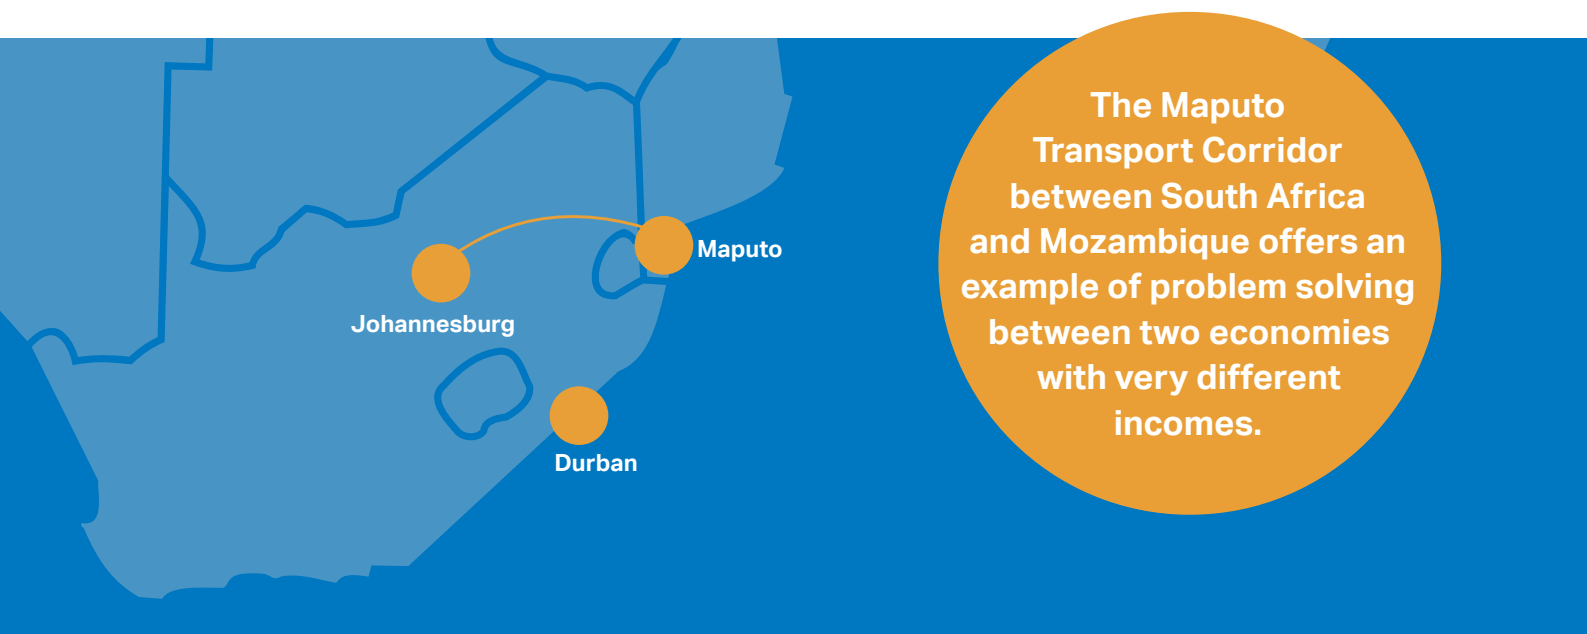 The Maputo
Transport Corridor
between South Africa
and Mozambique offers an
example of problem solving
between two economies
with very different
incomes.
Maputo
Johannesburg
Durban